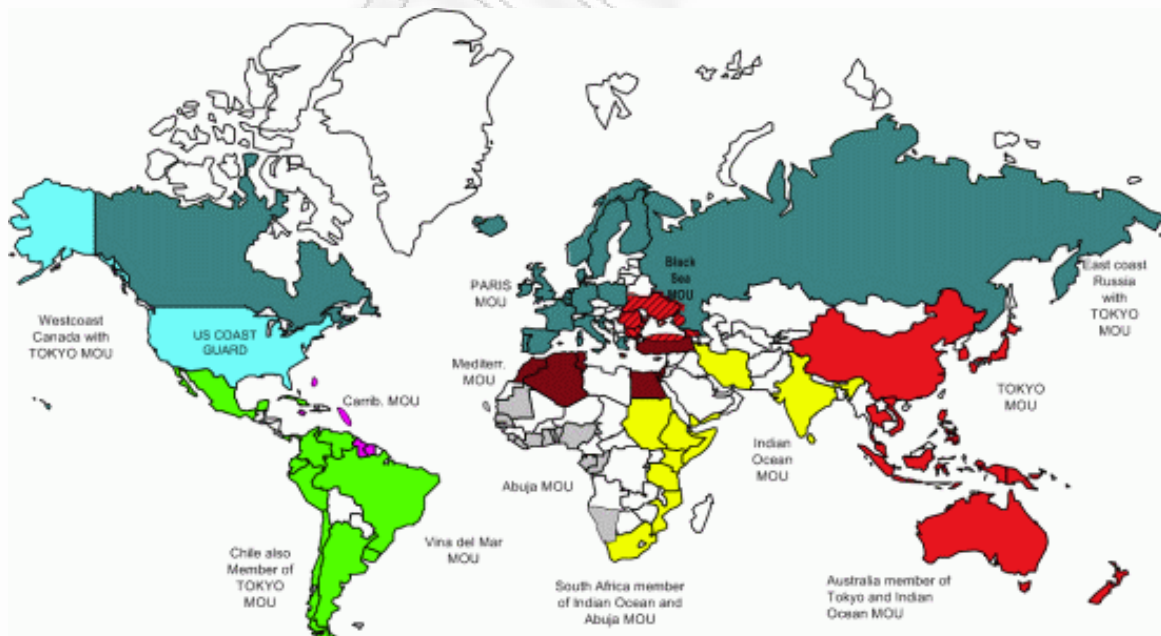 Black
Sea
MOU
PARIS
MOU
East coast
Russia
with
TOKYO
MOU
Westcoast
Canada with
TOKYO MOU
US COAST
GUARD
Mediterr.
MOU
TOKYO
MOU
Carrib. MOU
Indian
Ocean MOU
Abuja MOU
Vina del Mar
MOU
Chile also
Member of
TOKYO
MOU
South Africa member
of Indian Ocean and
Abuja MOU
Australia member of
Tokyo and Indian
Ocean MOU